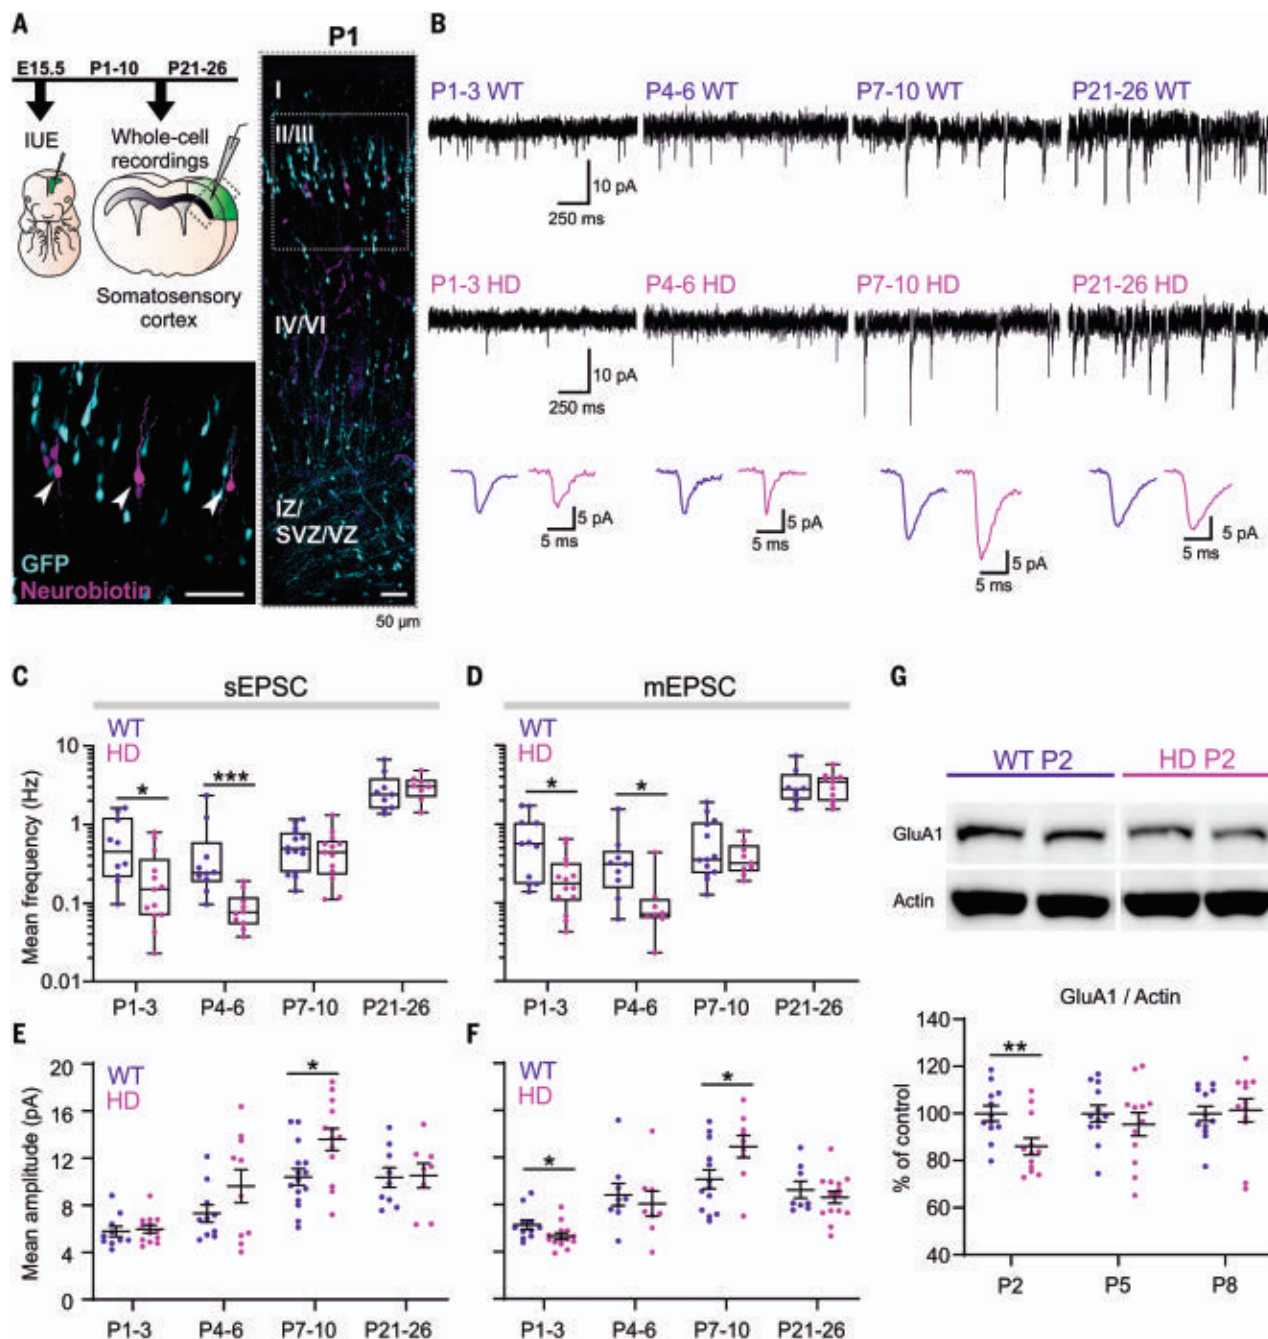 A
E15.5 P1-10 P21-26
IUE
Whole-cell
recordings
Somatosensory
cortex
GFP
Neurobiotin
P1
I
II/III
IV/VI
IZ/
SVZ/VZ
50 µm
B
P1-3 WT P4-6 WT P7-10 WT P21-26 WT
10 pA
250 ms
P1-3 HD P4-6 HD P7-10 HD P21-26 HD
10 pA
250 ms
5 pA
5 ms
5 pA
5 ms
5 pA
5 ms
5 pA
5 ms
C
sEPSC
WT
HD
Mean frequency (Hz)
10
1
0.1
0.01
* ***
P1-3 P4-6 P7-10 P21-26
D
mEPSC
WT
HD
* *
P1-3 P4-6 P7-10 P21-26
E
WT
HD
Mean amplitude (pA)
20
16
12
8
4
0
*
P1-3 P4-6 P7-10 P21-26
F
WT
HD
* *
P1-3 P4-6 P7-10 P21-26
G
WT P2 HD P2
GluA1
Actin
GluA1 / Actin
% of control
140
120
100
80
60
40
**
P2 P5 P8